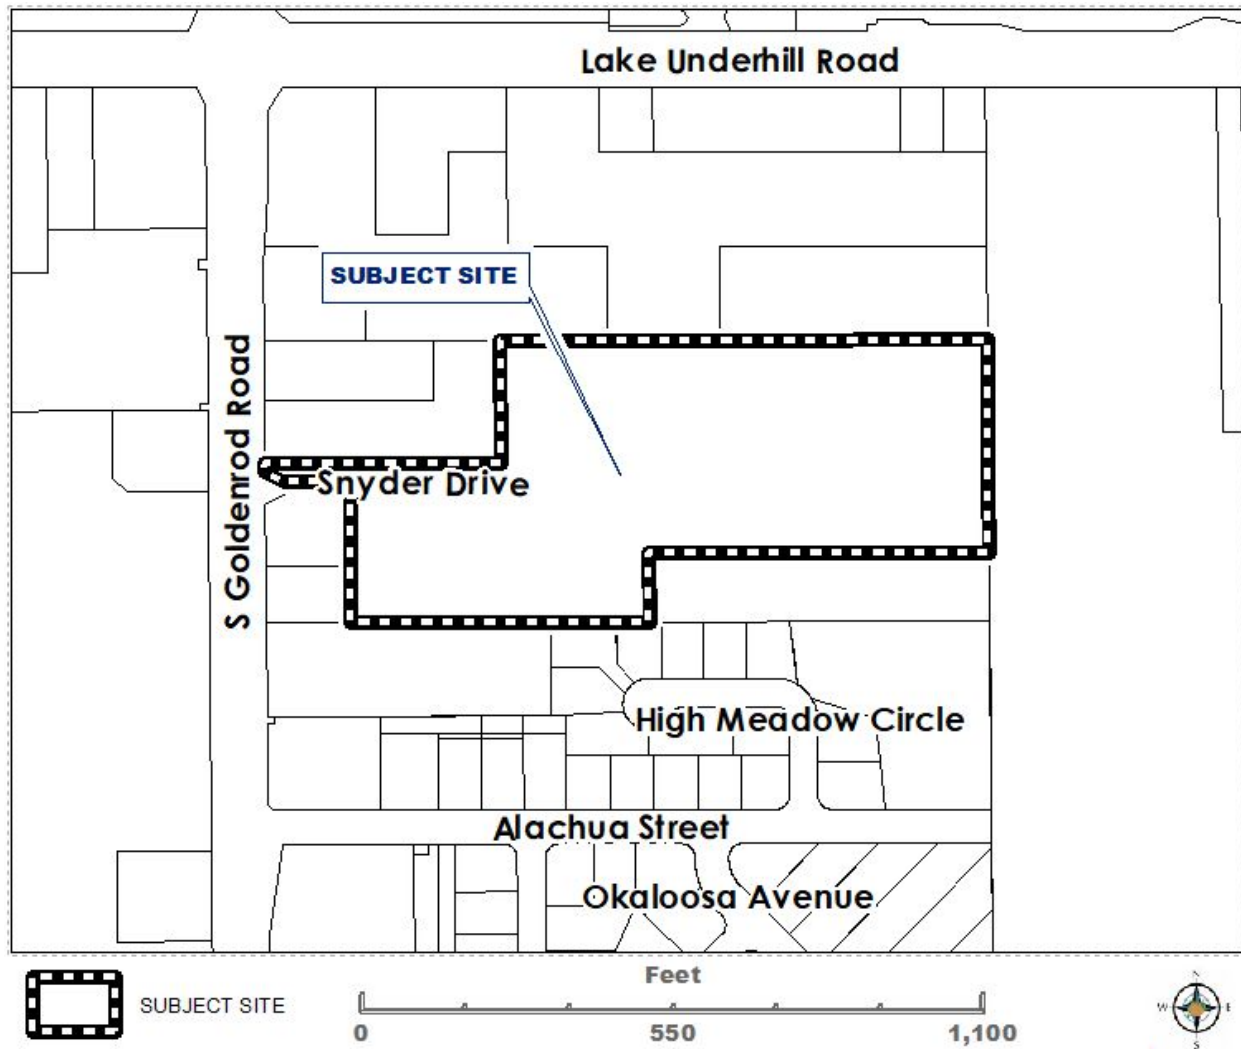 Lake Underhill Road
SUBJECT SITE
S Goldenrod Road
Snyder Drive
High Meadow Circle
Alachua Street
Okaloosa Avenue
SUBJECT SITE
Feet
0 550 1,100
N
W E
S